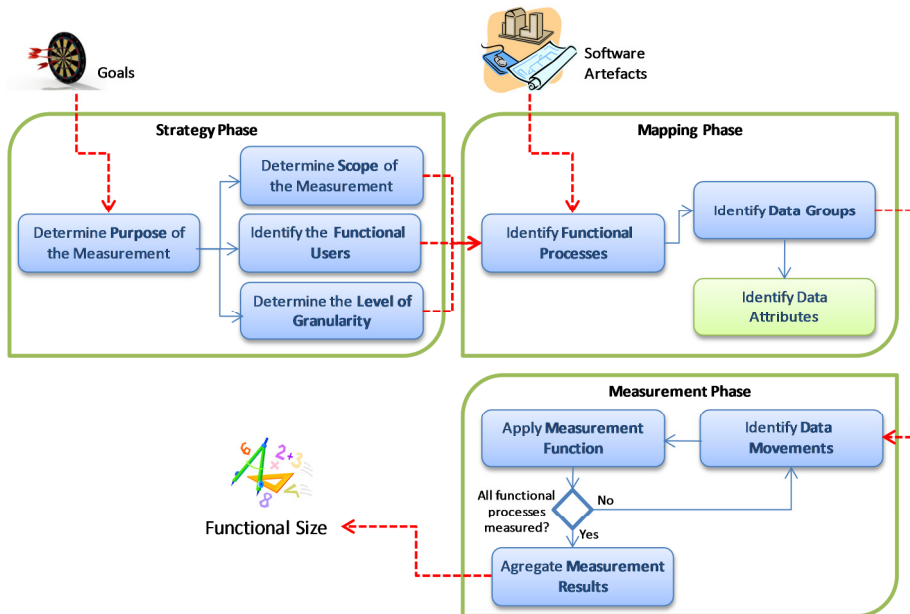 Goals
Software
Artefacts
Strategy Phase
Determine Purpose of
the Measurement
Determine Scope of
the Measurement
Identify the Functional
Users
Determine the Level of
Granularity
Mapping Phase
Identify Functional
Processes
Identify Data Groups
Identify Data
Attributes
Measurement Phase
Identify Data
Movements
Apply Measurement
Function
All functional
processes
measured?
No
Yes
Agregate Measurement
Results
Functional Size